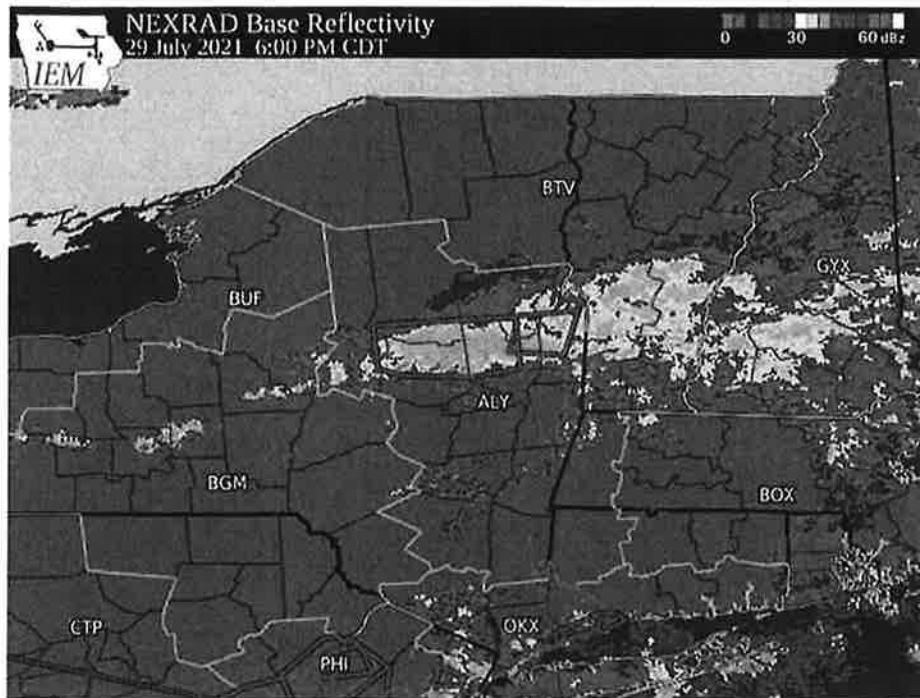 NEXRAD Base Reflectivity
29 July 2021 6:00 PM CDT
0 30 60 dBz
IEM
BTV
GYX
BUF
ALY
BGM
BOX
CTP
OKX
PHI